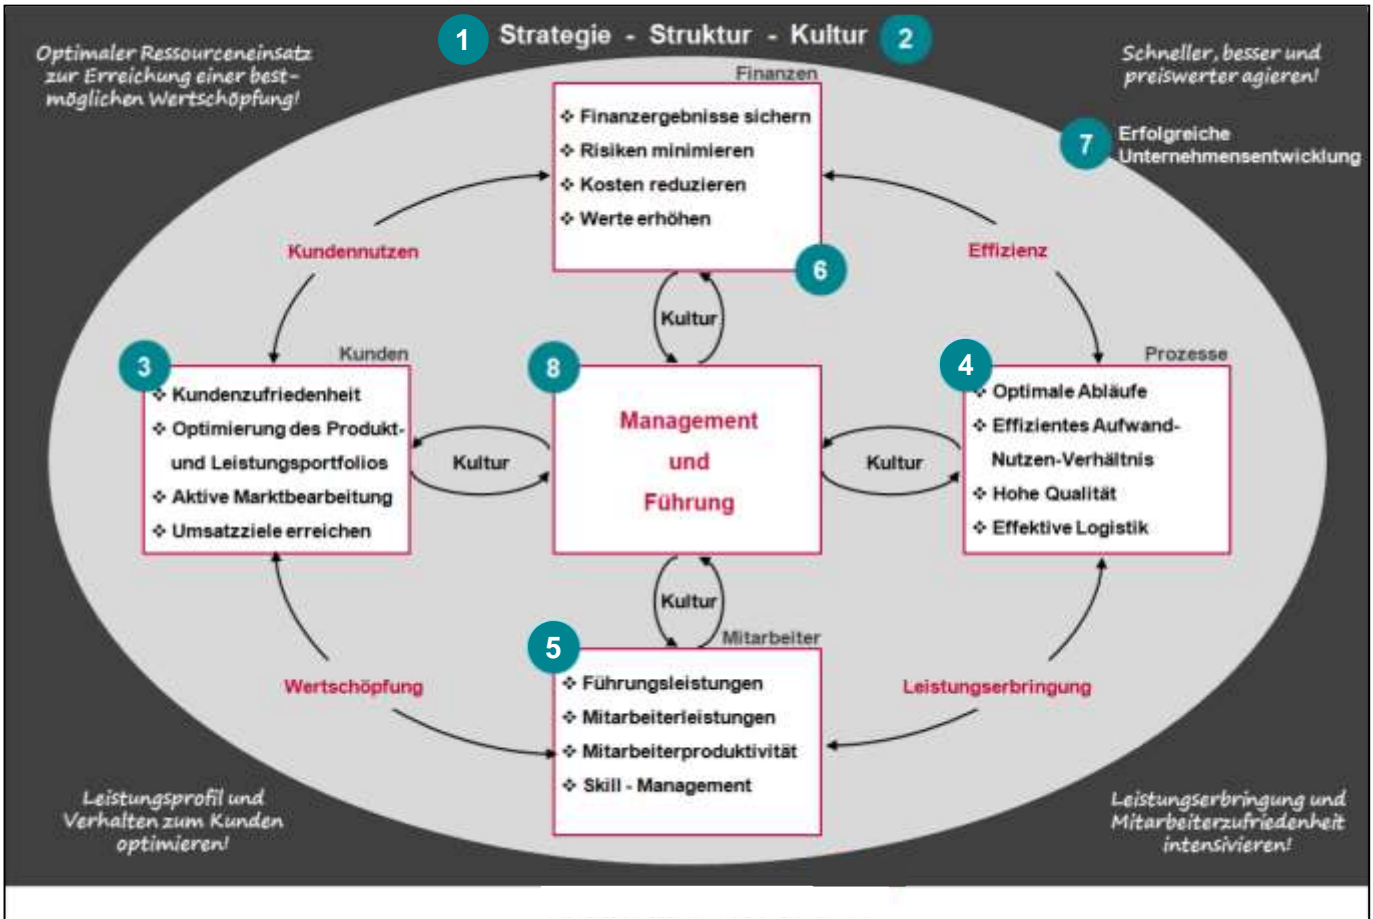 1 Strategie - Struktur - Kultur 2
Optimaler Ressourceneinsatz
zur Erreichung einer best-
möglichen Wertschöpfung!
Schneller, besser und
preiswerter agieren!
7 Erfolgreiche
Unternehmensentwicklung
Finanzen
❖ Finanzergebnisse sichern
❖ Risiken minimieren
❖ Kosten reduzieren
❖ Werte erhöhen
6
Kundennutzen
Effizienz
Kultur
3
Kunden
❖ Kundenzufriedenheit
❖ Optimierung des Produkt-
und Leistungsportfolios
❖ Aktive Marktbearbeitung
❖ Umsatzziele erreichen
Kultur
8
Management
und
Führung
Kultur
4
Prozesse
❖ Optimale Abläufe
❖ Effizientes Aufwand-
Nutzen-Verhältnis
❖ Hohe Qualität
❖ Effektive Logistik
Kultur
5
Mitarbeiter
❖ Führungsleistungen
❖ Mitarbeiterleistungen
❖ Mitarbeiterproduktivität
❖ Skill - Management
Wertschöpfung
Leistungserbringung
Leistungsprofil und
Verhalten zum Kunden
optimieren!
Leistungserbringung und
Mitarbeiterzufriedenheit
intensivieren!